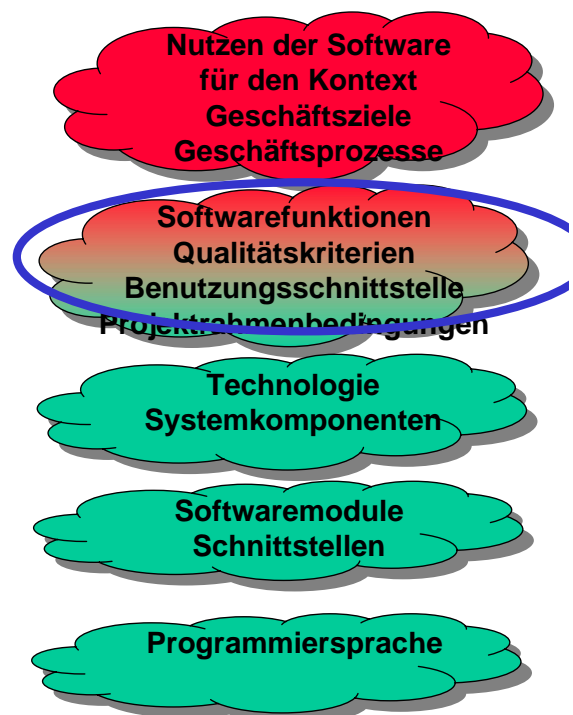 Nutzen der Software
für den Kontext
Geschäftsziele
Geschäftsprozesse
Softwarefunktionen
Qualitätskriterien
Benutzungsschnittstelle
Projektrahmenbedingungen
Technologie
Systemkomponenten
Softwaremodule
Schnittstellen
Programmiersprache